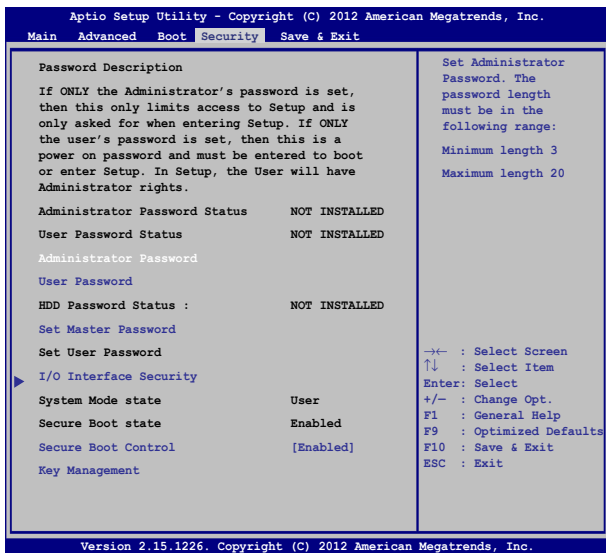 Aptio Setup Utility - Copyright (C) 2012 American Megatrends, Inc.
Main Advanced Boot Security Save & Exit
Password Description
If ONLY the Administrator's password is set,
then this only limits access to Setup and is
only asked for when entering Setup. If ONLY
the user's password is set, then this is a
power on password and must be entered to boot
or enter Setup. In Setup, the User will have
Administrator rights.
Administrator Password Status NOT INSTALLED
User Password Status NOT INSTALLED
Administrator Password
User Password
HDD Password Status : NOT INSTALLED
Set Master Password
Set User Password
I/O Interface Security
System Mode state User
Secure Boot state Enabled
Secure Boot Control [Enabled]
Key Management
Set Administrator
Password. The
password length
must be in the
following range:
Minimum length 3
Maximum length 20
→← : Select Screen
↑↓ : Select Item
Enter: Select
+/— : Change Opt.
F1 : General Help
F9 : Optimized Defaults
F10 : Save & Exit
ESC : Exit
Version 2.15.1226. Copyright (C) 2012 American Megatrends, Inc.